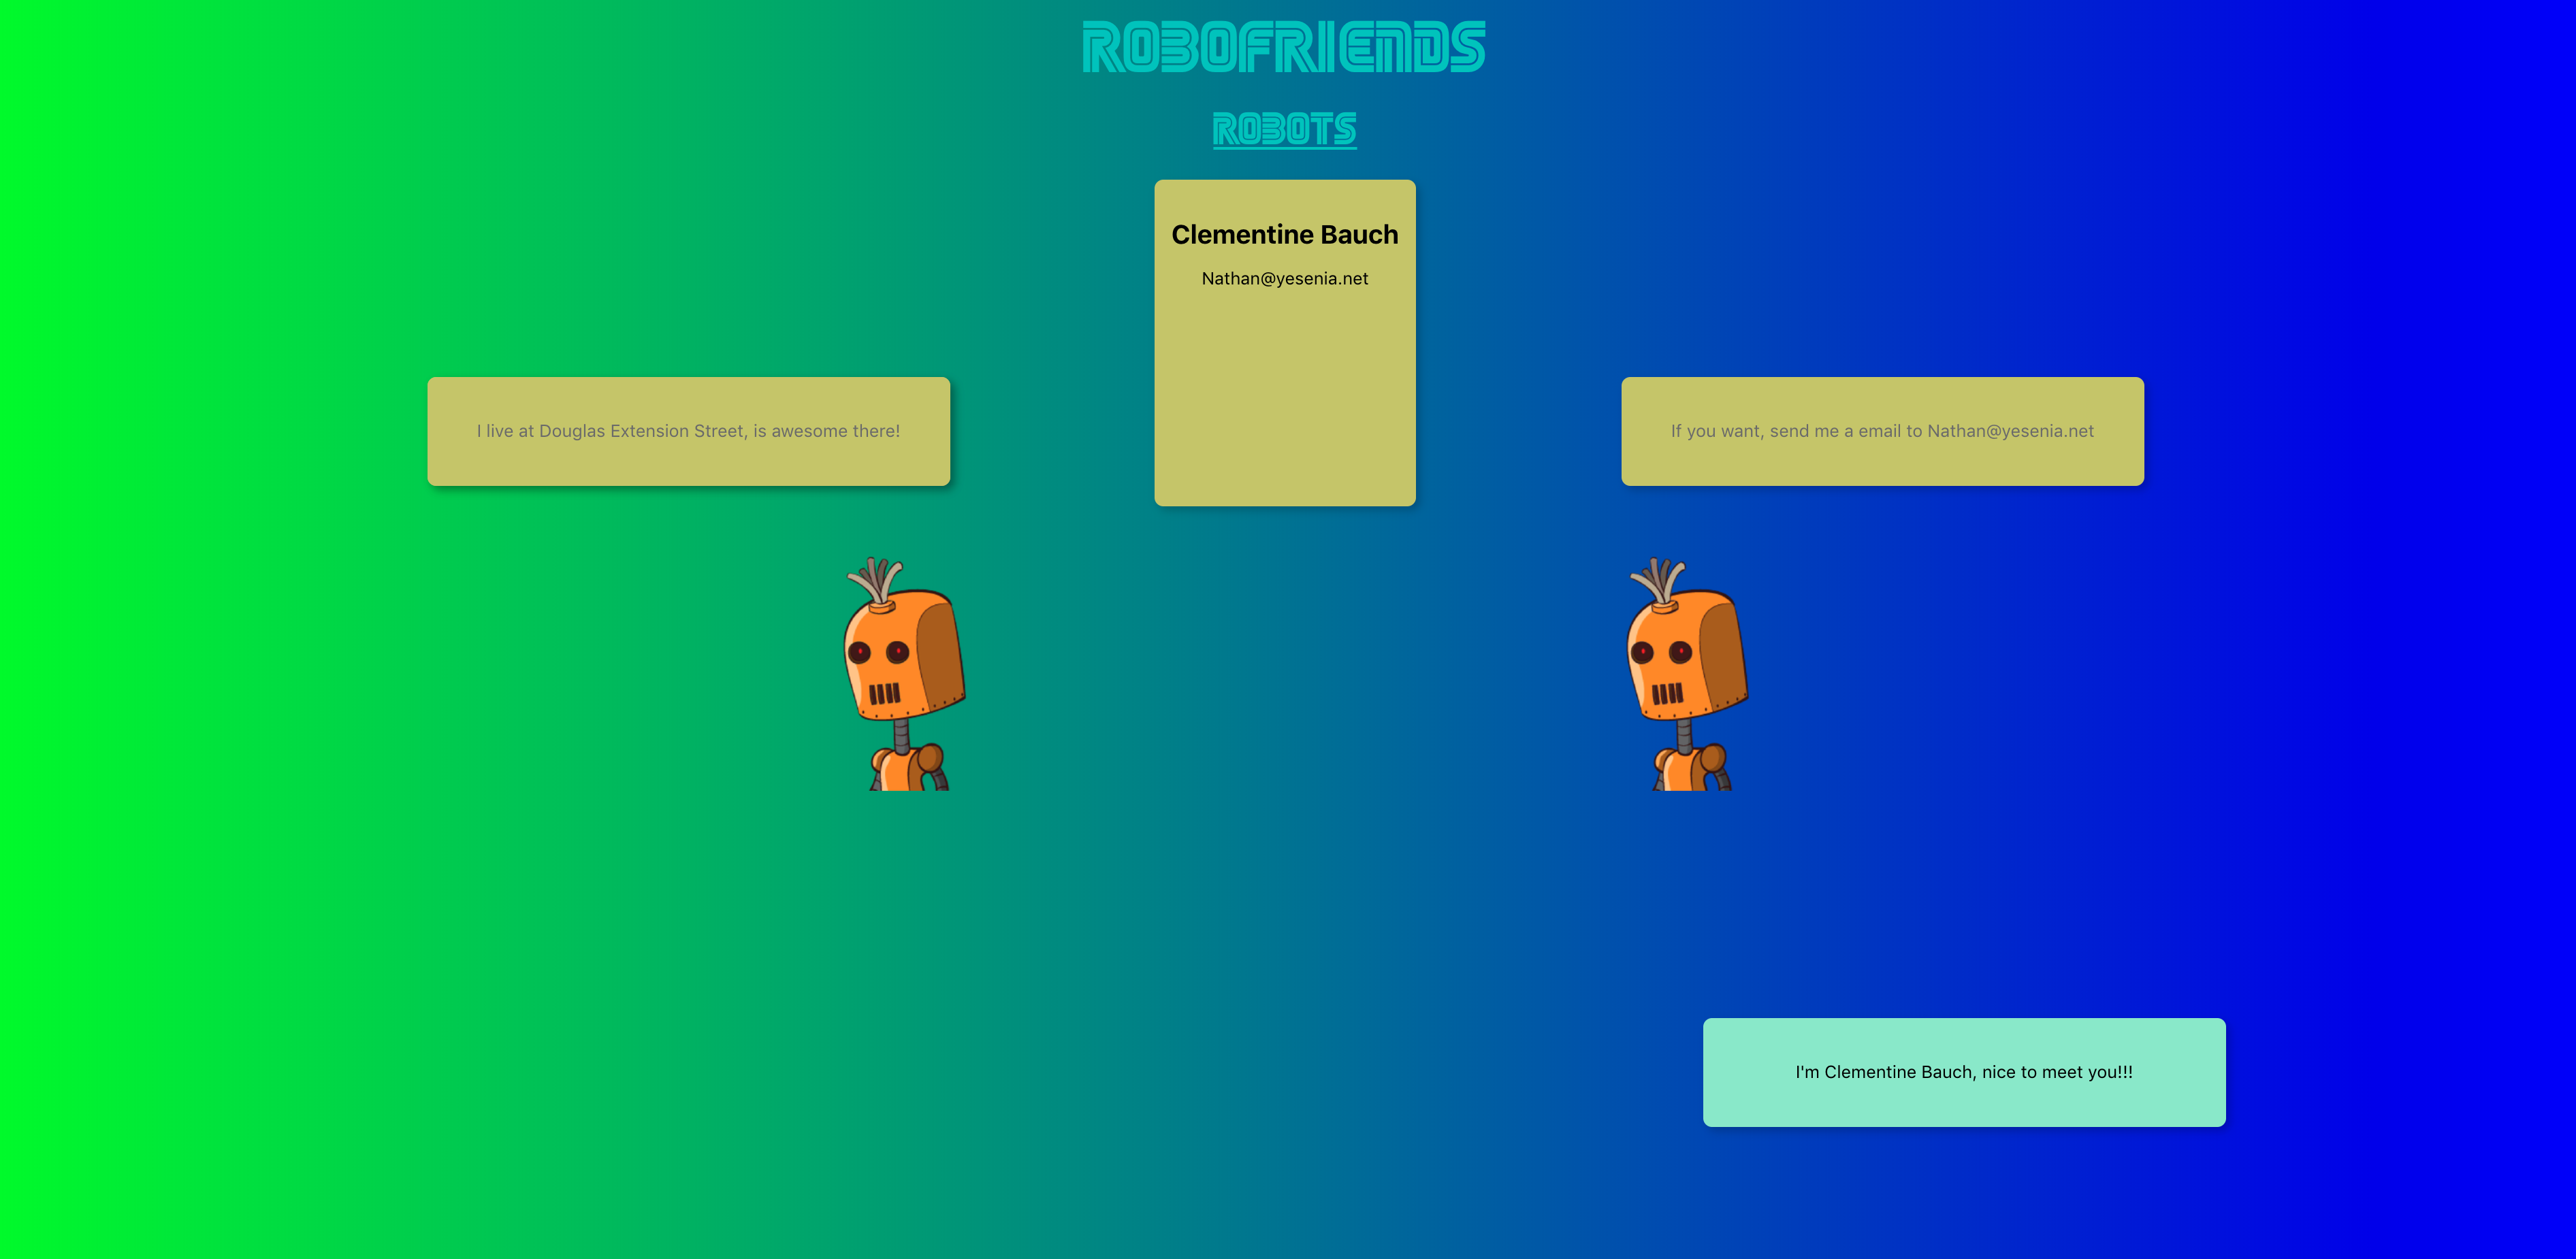 ROBOFRIENDS
ROBOTS
Clementine Bauch
Nathan@yesenia.net
I live at Douglas Extension Street, is awesome there!
If you want, send me a email to Nathan@yesenia.net
I'm Clementine Bauch, nice to meet you!!!